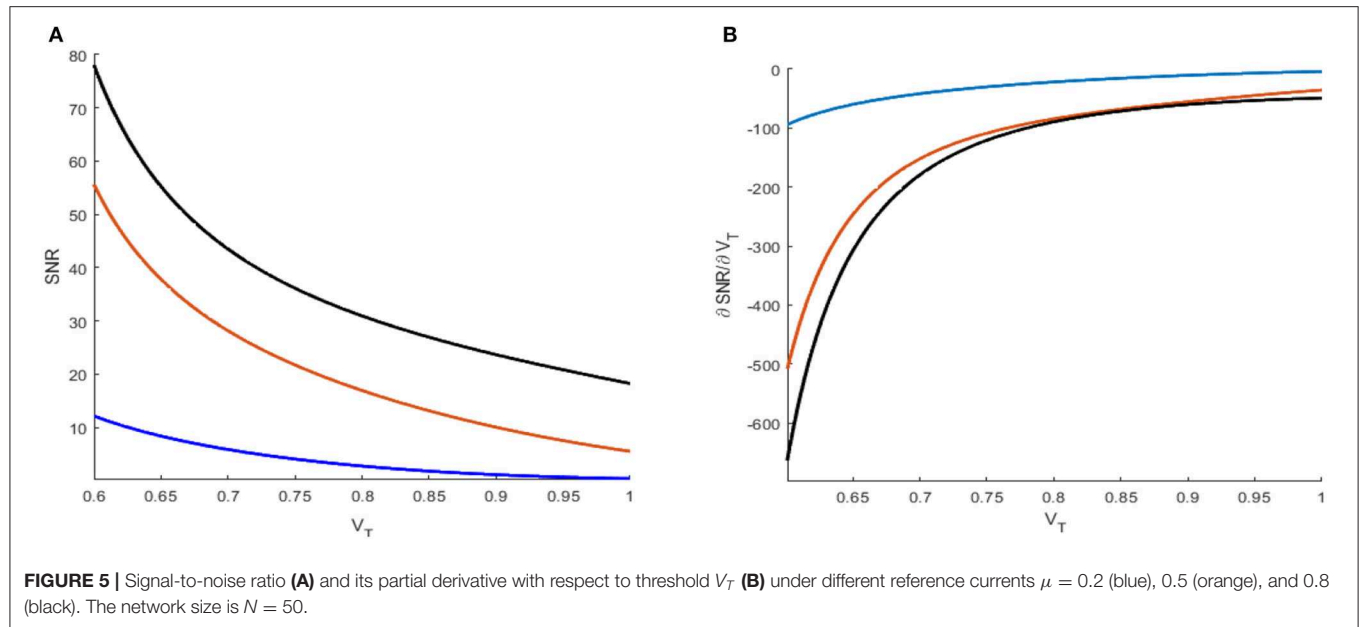 A
80
70
60
50
40
30
20
10
SNR
0.6 0.65 0.7 0.75 0.8 0.85 0.9 0.95 1
V_T
B
0
-100
-200
-300
-400
-500
-600
∂ SNR/∂ V_T
0.65 0.7 0.75 0.8 0.85 0.9 0.95 1
V_T
FIGURE 5 | Signal-to-noise ratio (A) and its partial derivative with respect to threshold V_T (B) under different reference currents μ = 0.2 (blue), 0.5 (orange), and 0.8
(black). The network size is N = 50.